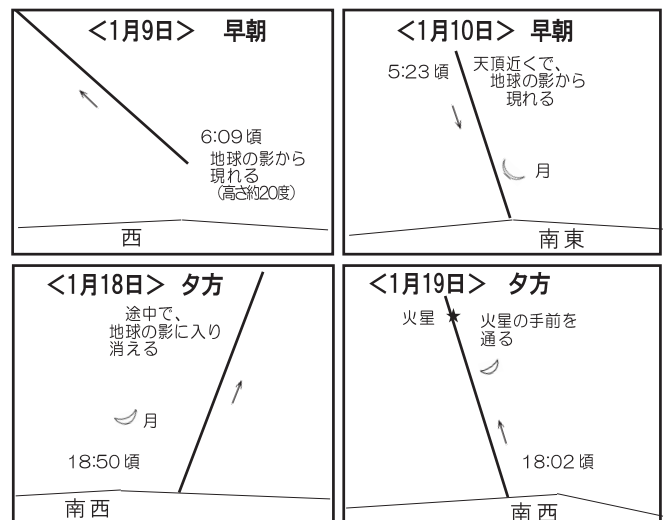 ＜1月9日＞ 早朝
6:09頃
地球の影から
現れる
（高さ約20度）
西
＜1月10日＞ 早朝
5:23頃
天頂近くで、
地球の影から
現れる
月
南東
＜1月18日＞ 夕方
途中で、
地球の影に入り
消える
月
18:50頃
南西
＜1月19日＞ 夕方
火星
火星の手前を
通る
18:02頃
南西